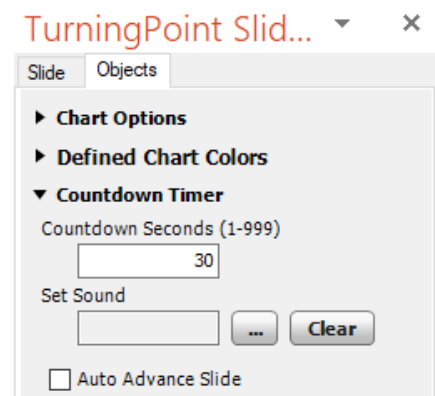 TurningPoint Slid...
Slide Objects
Chart Options
Defined Chart Colors
Countdown Timer
Countdown Seconds (1-999)
30
Set Sound
... Clear
Auto Advance Slide